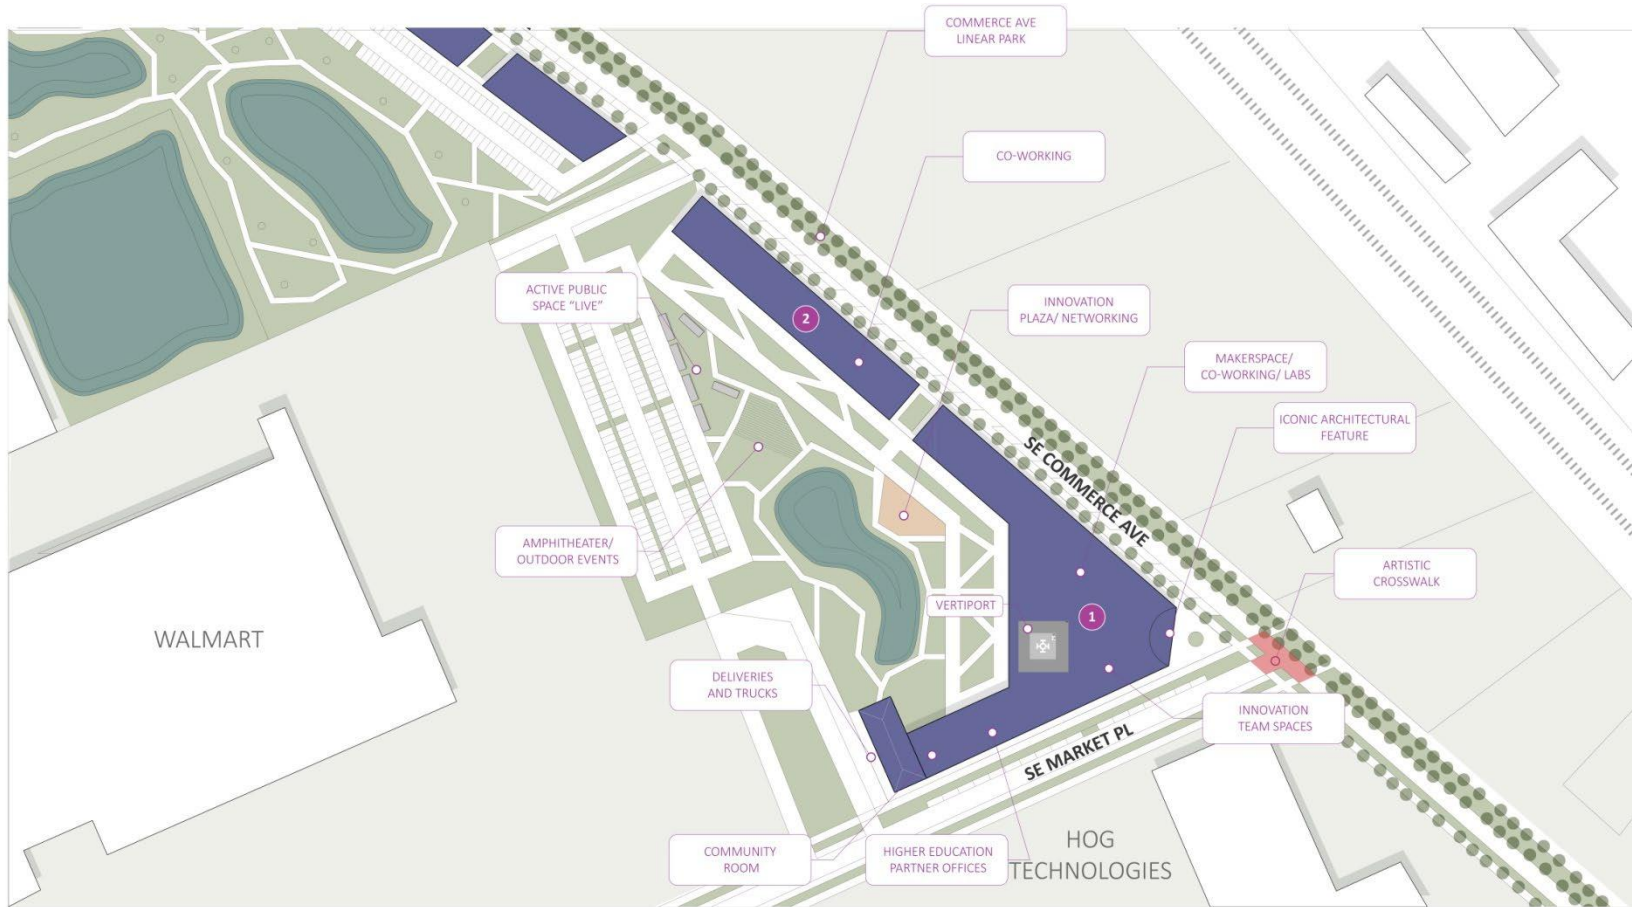 COMMERCE AVE
LINEAR PARK
CO-WORKING
ACTIVE PUBLIC
SPACE “LIVE”
INNOVATION
PLAZA/ NETWORKING
2
MAKERSPACE/
CO-WORKING/ LABS
ICONIC ARCHITECTURAL
FEATURE
SE COMMERCE AVE
AMPHITHEATER/
OUTDOOR EVENTS
ARTISTIC
CROSSWALK
VERTIPORT
1
WALMART
DELIVERIES
AND TRUCKS
INNOVATION
TEAM SPACES
SE MARKET PL
COMMUNITY
ROOM
HIGHER EDUCATION
PARTNER OFFICES
HOG
TECHNOLOGIES